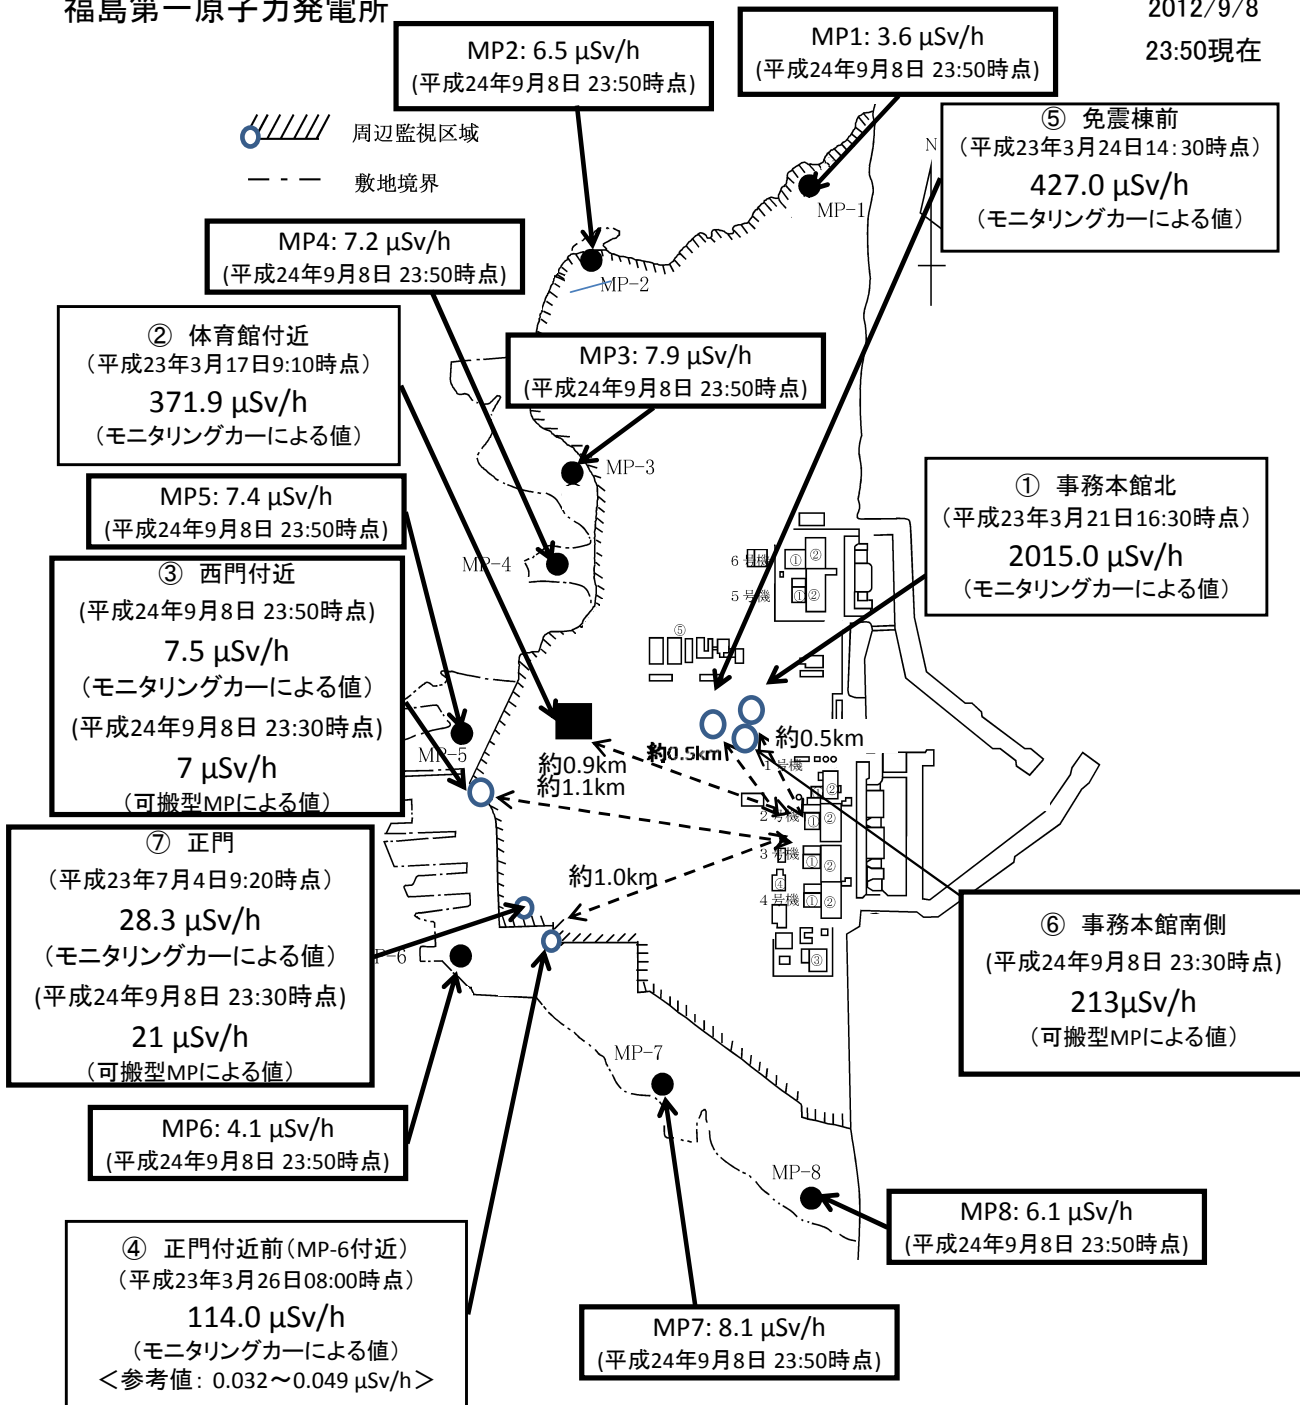 福島第一原子力発電所
2012/9/8
23:50現在
MP2: 6.5 μSv/h
(平成24年9月8日 23:50時点)
MP1: 3.6 μSv/h
(平成24年9月8日 23:50時点)
周辺監視区域
敷地境界
⑤ 免震棟前
(平成23年3月24日14:30時点)
427.0 μSv/h
(モニタリングカーによる値)
N
MP-1
MP4: 7.2 μSv/h
(平成24年9月8日 23:50時点)
MP-2
② 体育館付近
(平成23年3月17日9:10時点)
371.9 μSv/h
(モニタリングカーによる値)
MP3: 7.9 μSv/h
(平成24年9月8日 23:50時点)
MP-3
MP5: 7.4 μSv/h
(平成24年9月8日 23:50時点)
① 事務本館北
(平成23年3月21日16:30時点)
2015.0 μSv/h
(モニタリングカーによる値)
MP-4
6号機
① ②
5号機
① ②
③ 西門付近
(平成24年9月8日 23:50時点)
7.5 μSv/h
(モニタリングカーによる値)
(平成24年9月8日 23:30時点)
7 μSv/h
(可搬型MPによる値)
⑤
MP-5
約0.9km
約1.1km
約0.5km
約0.5km
1号機
②
2号機
① ②
3号機
① ②
④
4号機
① ②
③
約1.0km
⑦ 正門
(平成23年7月4日9:20時点)
28.3 μSv/h
(モニタリングカーによる値)
(平成24年9月8日 23:30時点)
21 μSv/h
(可搬型MPによる値)
P-6
⑥ 事務本館南側
(平成24年9月8日 23:30時点)
213μSv/h
(可搬型MPによる値)
MP-7
MP6: 4.1 μSv/h
(平成24年9月8日 23:50時点)
MP-8
MP8: 6.1 μSv/h
(平成24年9月8日 23:50時点)
④ 正門付近前(MP-6付近)
(平成23年3月26日08:00時点)
114.0 μSv/h
(モニタリングカーによる値)
＜参考値: 0.032～0.049 μSv/h＞
MP7: 8.1 μSv/h
(平成24年9月8日 23:50時点)